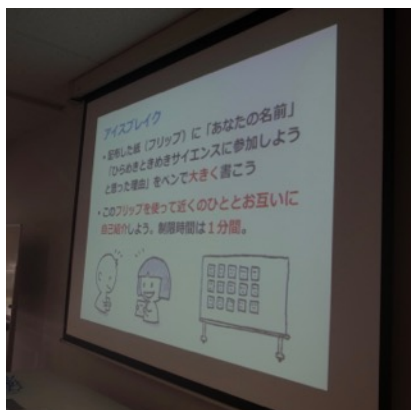 アイスブレイク
・配布した紙（フリップ）に「あなたの名前」
「ひらめきときめきサイエンスに参加しよう
と思った理由」をペンで大きく書こう
・このフリップを使って近くのひととお互いに
自己紹介しよう。制限時間は1分間。